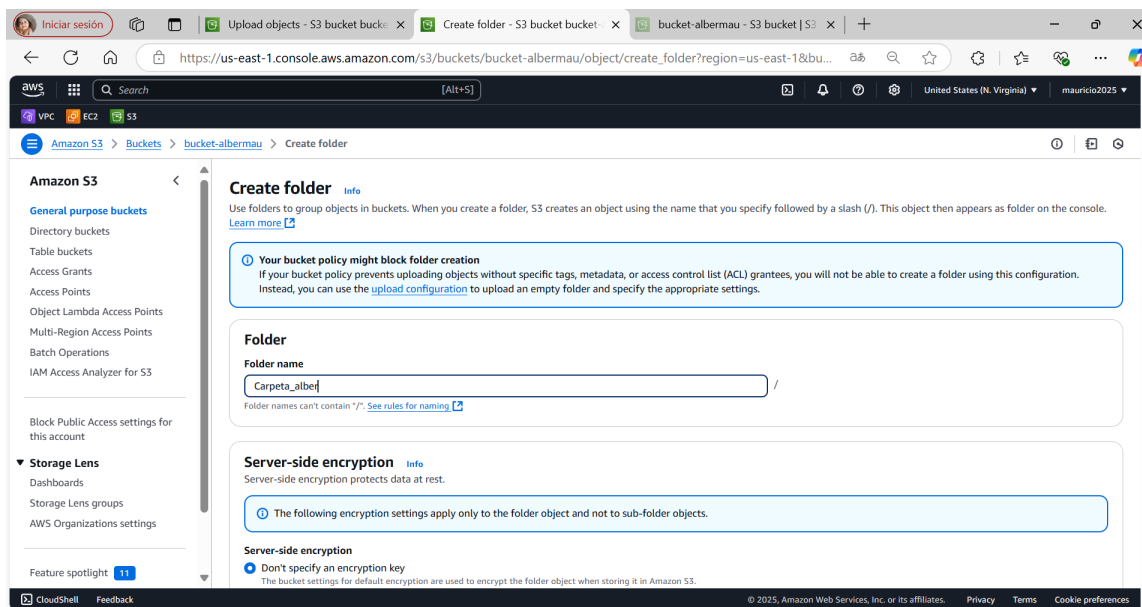 Iniciar sesión
Upload objects - S3 bucket bucke
Create folder - S3 bucket bucket-
bucket-albermau - S3 bucket | S3
https://us-east-1.console.aws.amazon.com/s3/buckets/bucket-albermau/object/create_folder?region=us-east-1&bu...
aws
Search
[Alt+S]
United States (N. Virginia)
mauricio2025
VPC
EC2
S3
Amazon S3 > Buckets > bucket-albermau > Create folder
Amazon S3
General purpose buckets
Directory buckets
Table buckets
Access Grants
Access Points
Object Lambda Access Points
Multi-Region Access Points
Batch Operations
IAM Access Analyzer for S3
Block Public Access settings for
this account
Storage Lens
Dashboards
Storage Lens groups
AWS Organizations settings
Feature spotlight 11
Create folder Info
Use folders to group objects in buckets. When you create a folder, S3 creates an object using the name that you specify followed by a slash (/). This object then appears as folder on the console.
Learn more
Your bucket policy might block folder creation
If your bucket policy prevents uploading objects without specific tags, metadata, or access control list (ACL) grantees, you will not be able to create a folder using this configuration.
Instead, you can use the upload configuration to upload an empty folder and specify the appropriate settings.
Folder
Folder name
Carpeta_alber
/
Folder names can't contain "/". See rules for naming
Server-side encryption Info
Server-side encryption protects data at rest.
The following encryption settings apply only to the folder object and not to sub-folder objects.
Server-side encryption
Don't specify an encryption key
The bucket settings for default encryption are used to encrypt the folder object when storing it in Amazon S3.
CloudShell
Feedback
© 2025, Amazon Web Services, Inc. or its affiliates.
Privacy
Terms
Cookie preferences